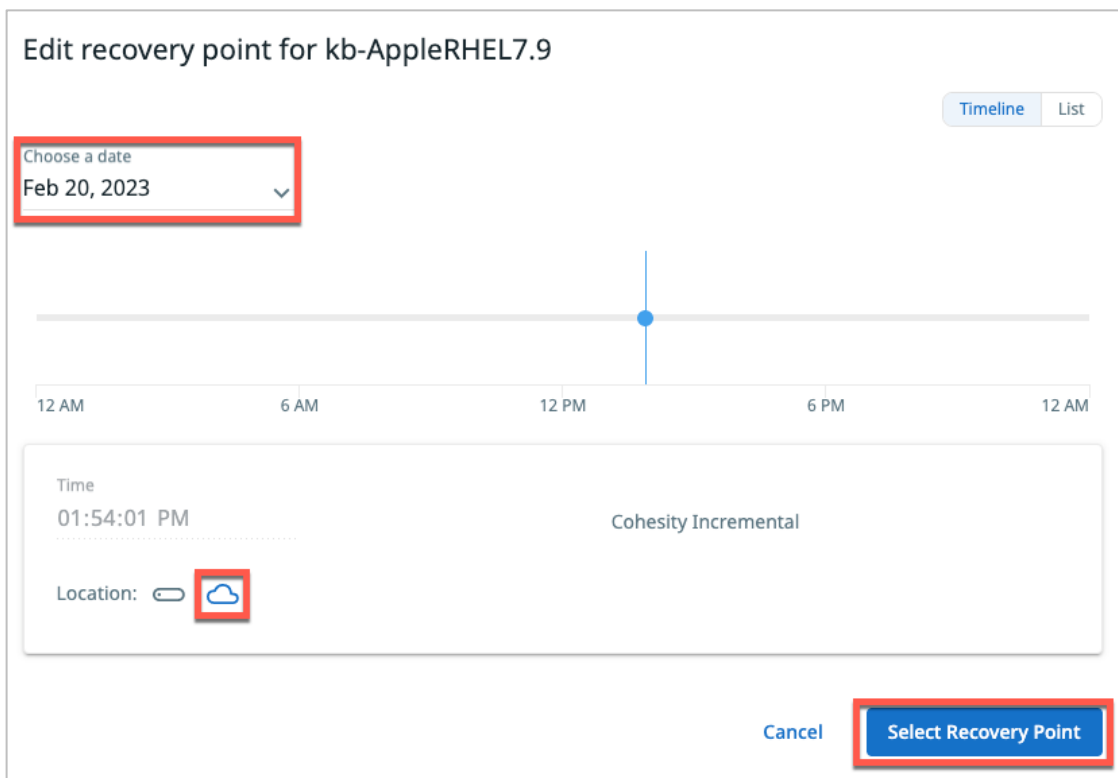 Edit recovery point for kb-AppleRHEL7.9
Timeline List
Choose a date
Feb 20, 2023
12 AM 6 AM 12 PM 6 PM 12 AM
Time
01:54:01 PM
Cohesity Incremental
Location:
Cancel Select Recovery Point